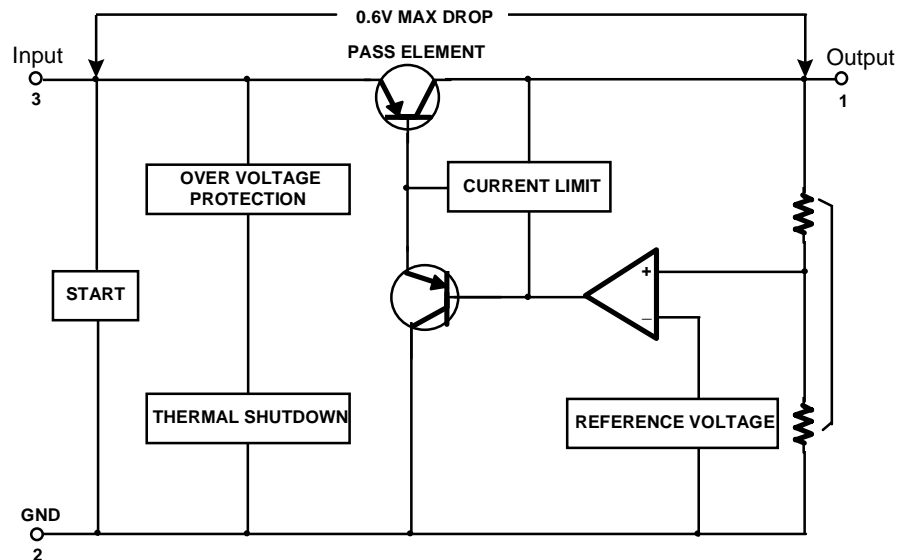 0.6V MAX DROP
PASS ELEMENT
Input
Output
3
1
OVER VOLTAGE
PROTECTION
CURRENT LIMIT
START
+
–
THERMAL SHUTDOWN
REFERENCE VOLTAGE
GND
2